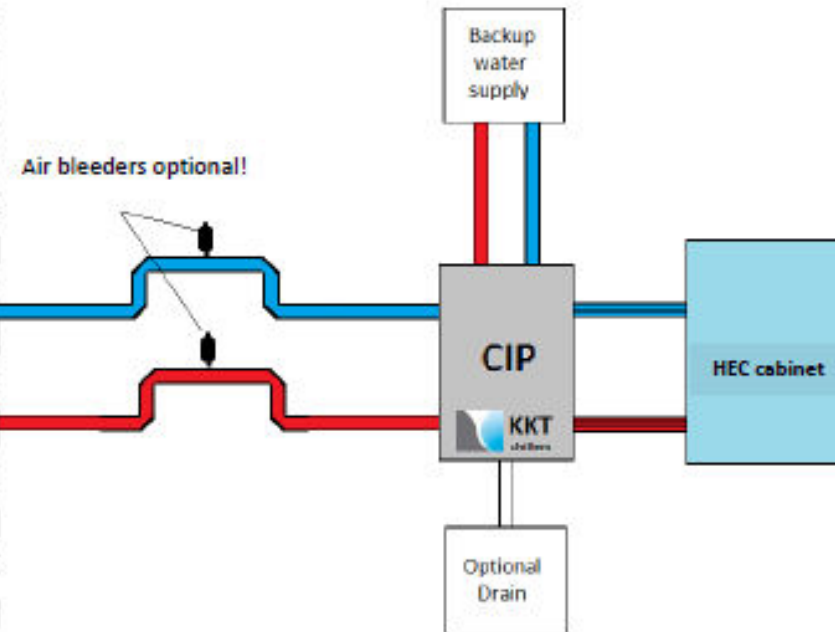 Backup
water
supply
Air bleeders optional!
CIP
HEC cabinet
KKT
chillers
Optional
Drain